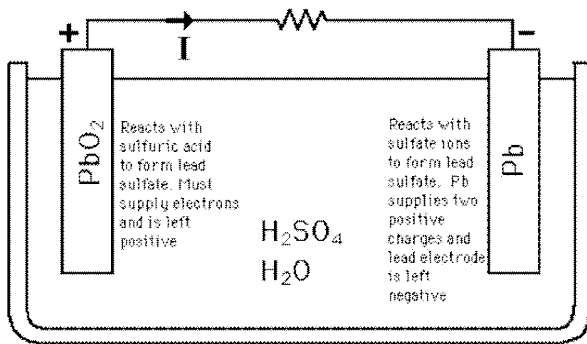 +
I
-
PbO2
Reacts with
sulfuric acid
to form lead
sulfate. Must
supply electrons
and is left
positive
H2SO4
H2O
Reacts with
sulfate ions
to form lead
sulfate. Pb
supplies two
positive
charges and
lead electrode
is left
negative
Pb